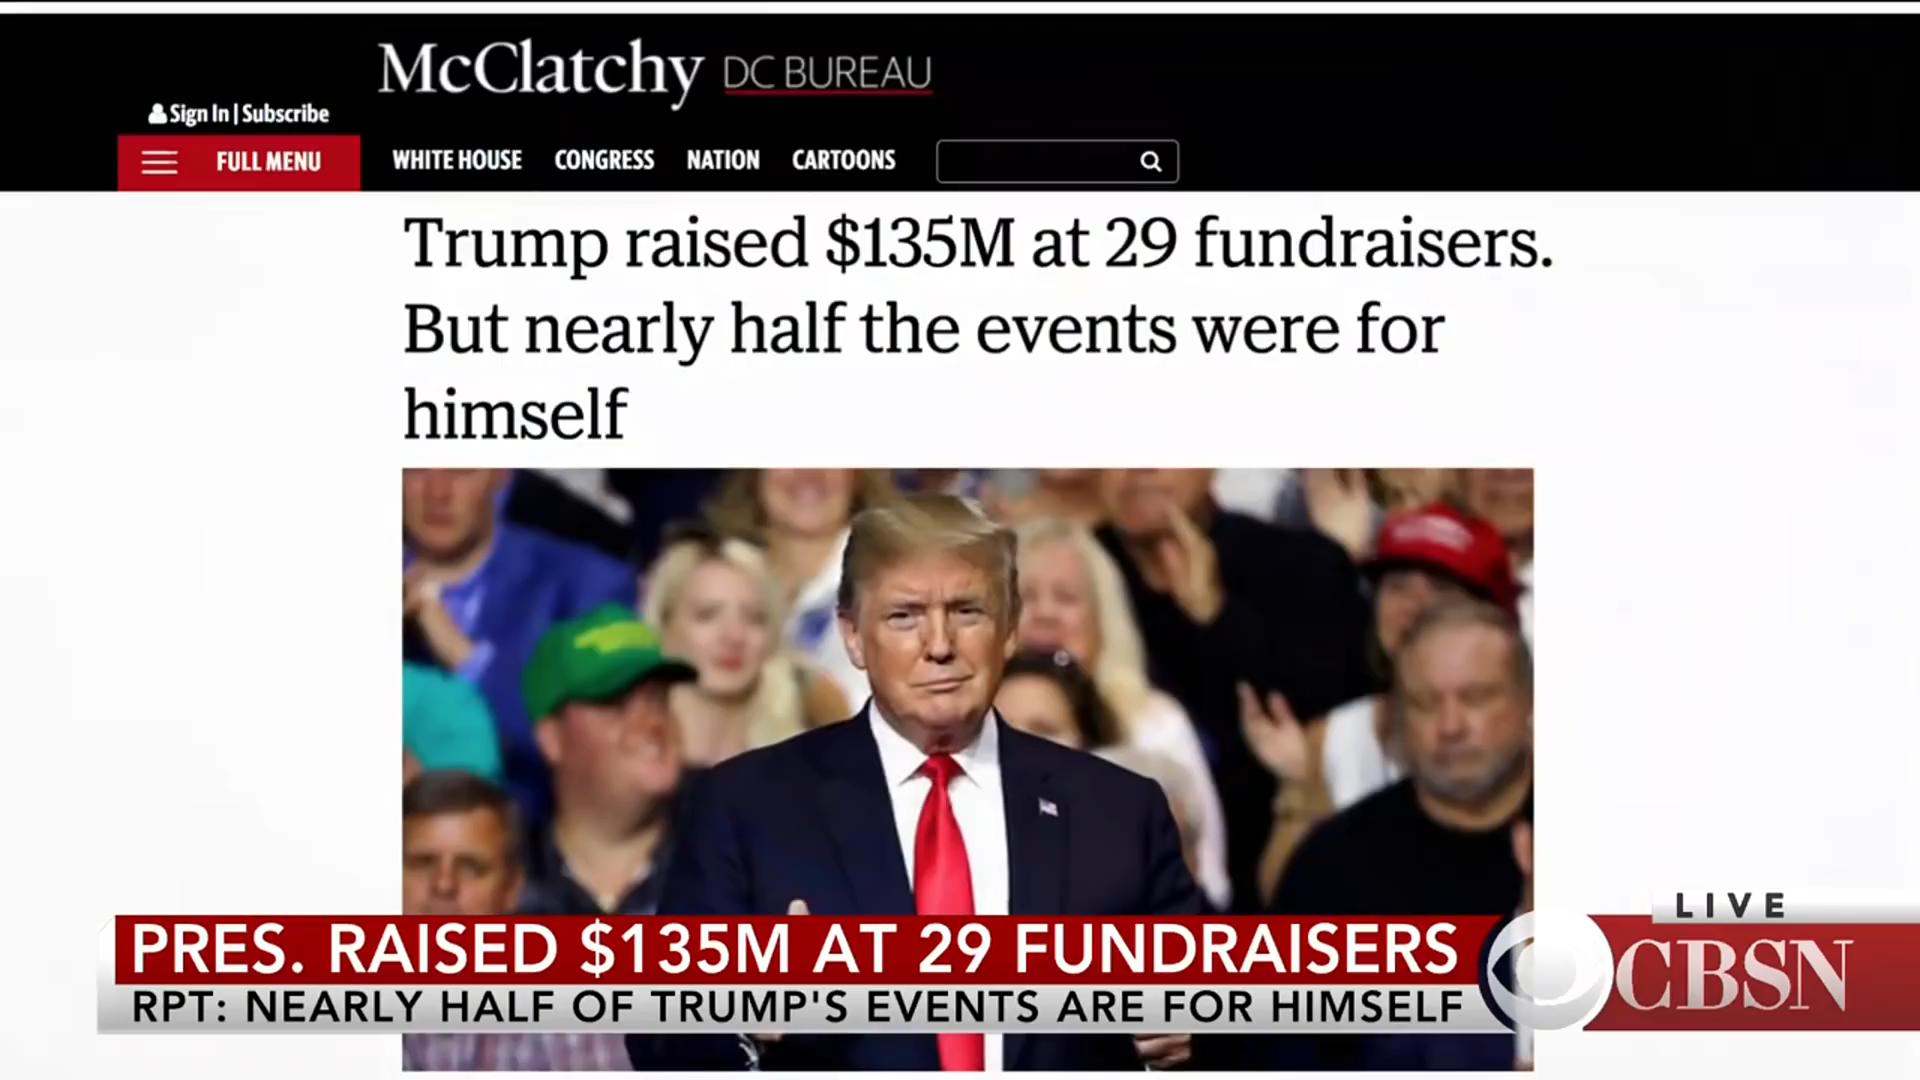 McClatchy DC BUREAU
Sign In | Subscribe
FULL MENU WHITE HOUSE CONGRESS NATION CARTOONS
Trump raised $135M at 29 fundraisers.
But nearly half the events were for
himself
LIVE
PRES. RAISED $135M AT 29 FUNDRAISERS
RPT: NEARLY HALF OF TRUMP'S EVENTS ARE FOR HIMSELF
CBSN